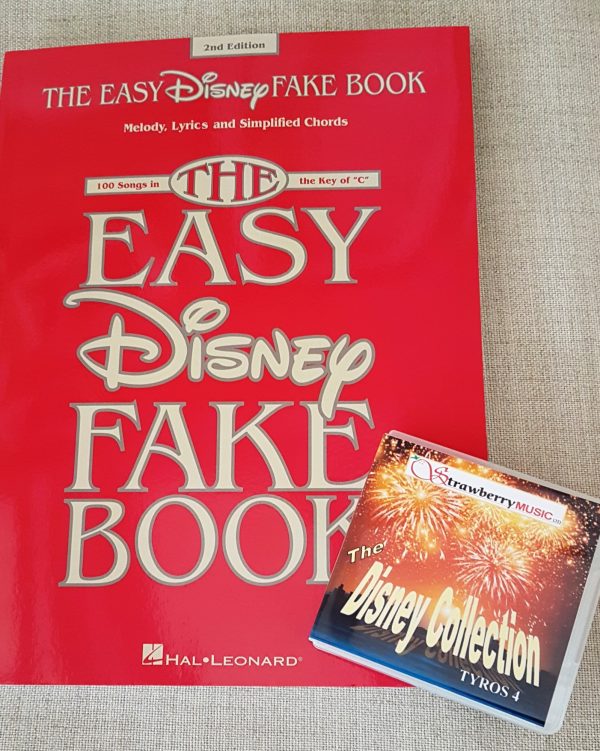 2nd Edition
THE EASY Disney FAKE BOOK
Melody, Lyrics and Simplified Chords
100 Songs in THE the Key of "C"
EASY
Disney
FAKE
BOOK
HAL•LEONARD®
StrawberryMUSIC LTD
The
Disney Collection
TYROS 4